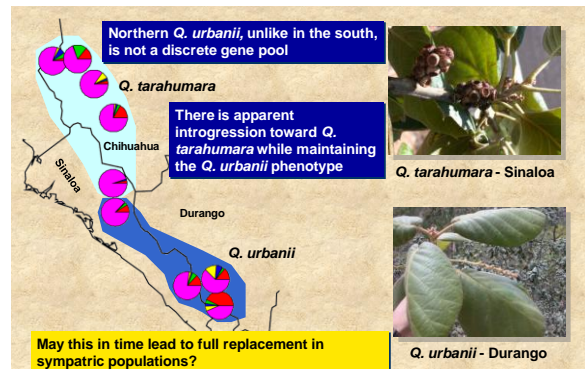 Northern Q. urbanii, unlike in the south,
is not a discrete gene pool
Q. tarahumara
There is apparent
introgression toward Q.
tarahumara while maintaining
the Q. urbanii phenotype
Chihuahua
Sinaloa
Q. tarahumara - Sinaloa
Durango
Q. urbanii
May this in time lead to full replacement in
sympatric populations?
Q. urbanii - Durango